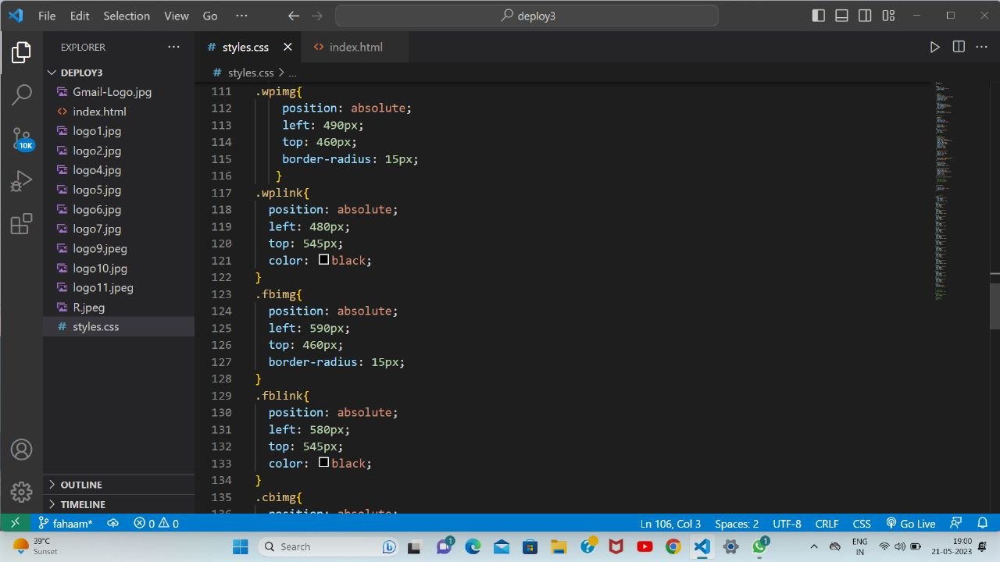 File Edit Selection View Go ··· deploy3
EXPLORER ···
styles.css
index.html
DEPLOY3
styles.css > ...
Gmail-Logo.jpg
index.html
logo1.jpg
logo2.jpg
logo4.jpg
logo5.jpg
logo6.jpg
logo7.jpg
logo9.jpeg
logo10.jpg
logo11.jpeg
R.jpeg
styles.css
10K
OUTLINE
TIMELINE
111 .wpimg{
112 position: absolute;
113 left: 490px;
114 top: 460px;
115 border-radius: 15px;
116 }
117 .wplink{
118 position: absolute;
119 left: 480px;
120 top: 545px;
121 color: black;
122 }
123 .fbimg{
124 position: absolute;
125 left: 590px;
126 top: 460px;
127 border-radius: 15px;
128 }
129 .fblink{
130 position: absolute;
131 left: 580px;
132 top: 545px;
133 color: black;
134 }
135 .cbimg{
136 position: absolute;
fahaam* 0 0 Ln 106, Col 3 Spaces: 2 UTF-8 CRLF CSS Go Live
39°C
Sunset
Search
1
1
ENG
IN
19:00
21-05-2023